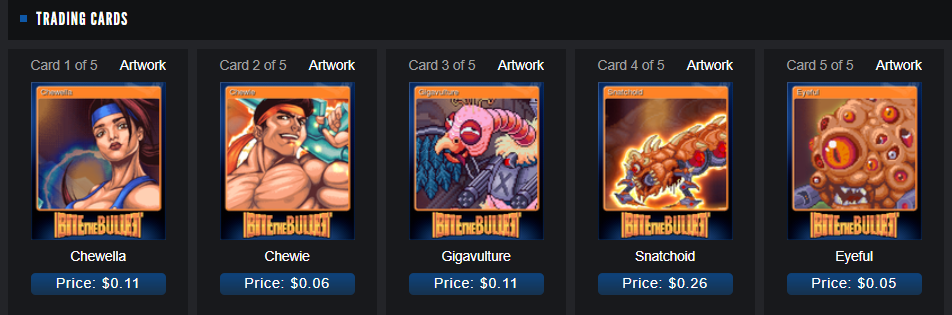 TRADING CARDS
Card 1 of 5 Artwork
Chewella
BITE THE BULLET
Chewella
Price: $0.11
Card 2 of 5 Artwork
Chewie
BITE THE BULLET
Chewie
Price: $0.06
Card 3 of 5 Artwork
Gigavulture
BITE THE BULLET
Gigavulture
Price: $0.11
Card 4 of 5 Artwork
Snatchoid
BITE THE BULLET
Snatchoid
Price: $0.26
Card 5 of 5 Artwork
Eyeful
BITE THE BULLET
Eyeful
Price: $0.05